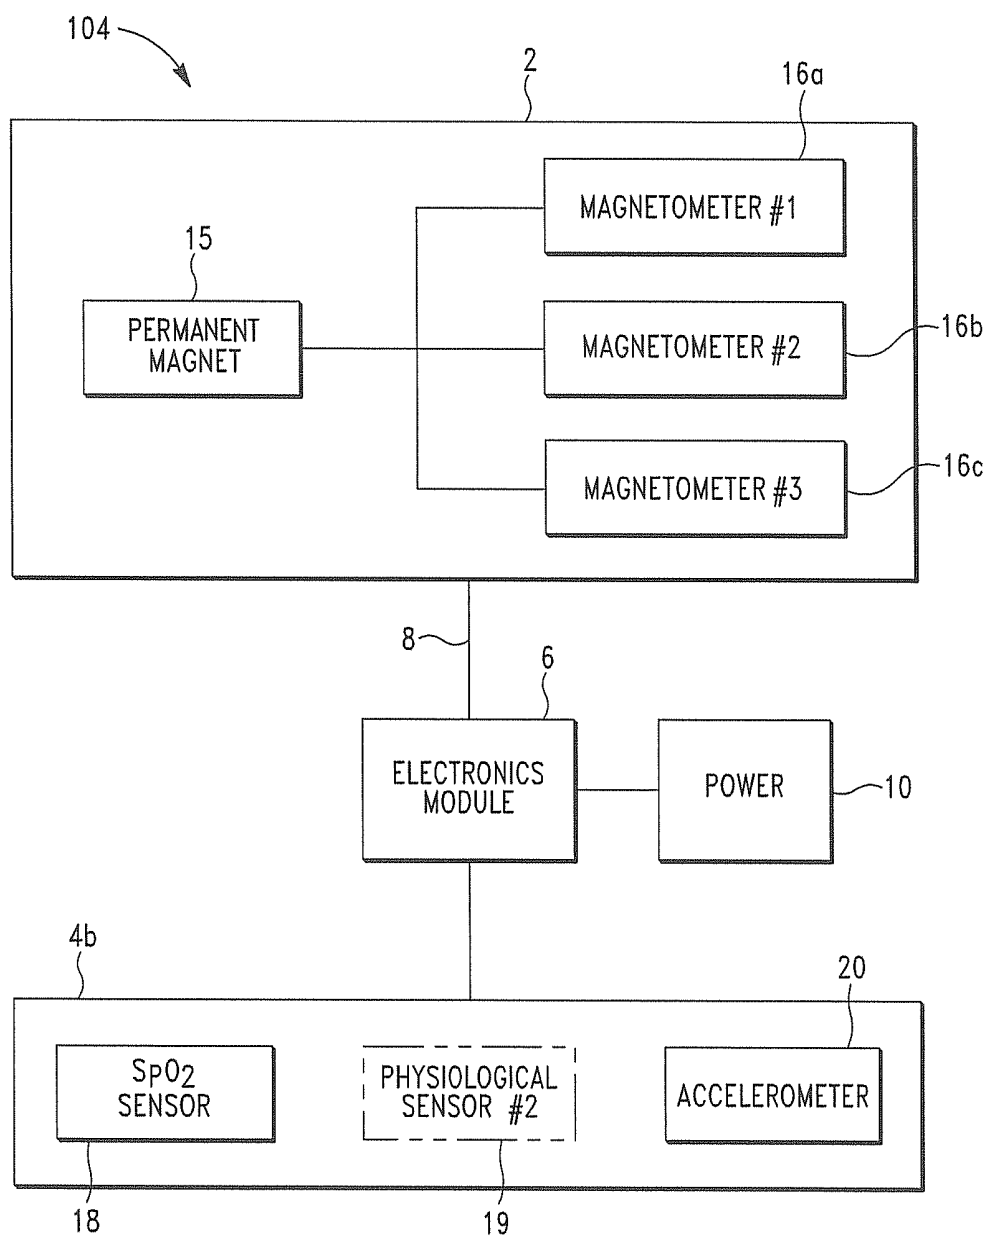 104
2
16a
MAGNETOMETER #1
15
PERMANENT
MAGNET
MAGNETOMETER #2
16b
MAGNETOMETER #3
16c
8
6
ELECTRONICS
MODULE
POWER
10
4b
20
SpO2
SENSOR
PHYSIOLOGICAL
SENSOR #2
ACCELEROMETER
18
19